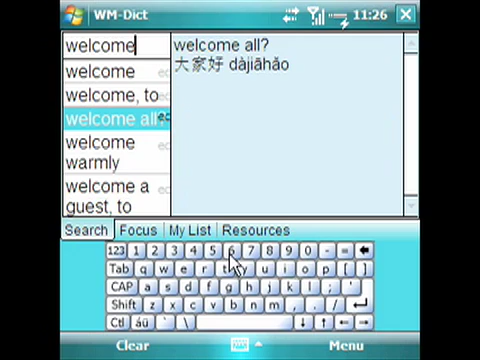 WM-Dict 11:26
welcome
welcome
welcome, to
welcome all?
welcome
warmly
welcome a
guest, to
welcome all?
大家好 dàjiāhǎo
Search Focus My List Resources
123 1 2 3 4 5 6 7 8 9 0 - =
Tab q w e r t y u i o p [ ]
CAP a s d f g h j k l ; '
Shift z x c v b n m , . /
Ctl áü ` \
Clear Menu